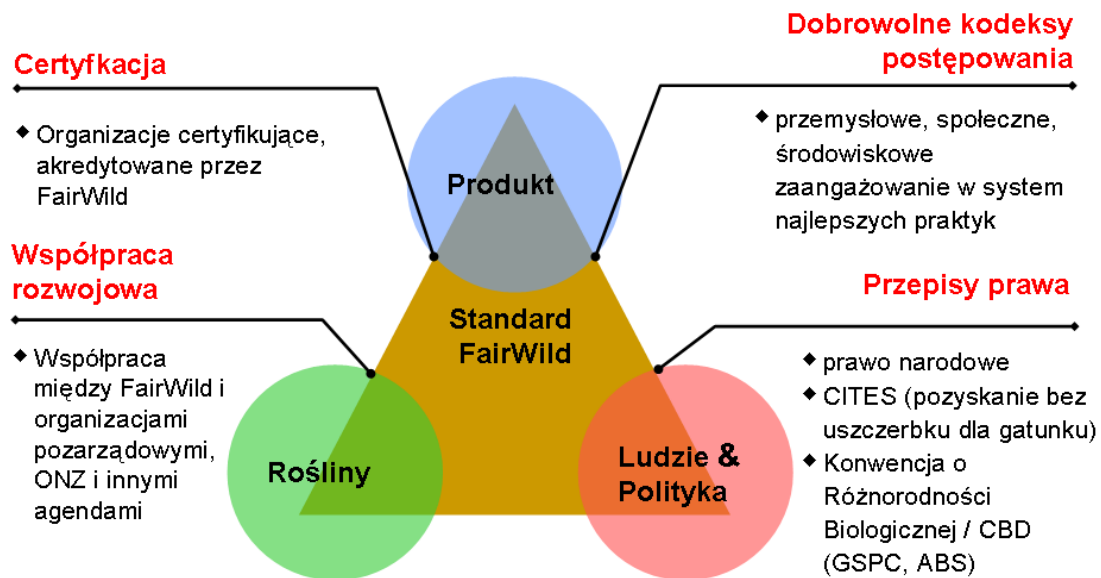 Certyfkacja
◆ Organizacje certyfikujące,
akredytowane przez
FairWild
Dobrowolne kodeksy
postępowania
◆ przemysłowe, społeczne,
środowiskowe
zaangażowanie w system
najlepszych praktyk
Produkt
Standard
FairWild
Współpraca
rozwojowa
◆ Współpraca
między FairWild i
organizacjami
pozarządowymi,
ONZ i innymi
agendami
Rośliny
Ludzie &
Polityka
Przepisy prawa
◆ prawo narodowe
◆ CITES (pozyskanie bez
uszczerbku dla gatunku)
◆ Konwencja o
Różnorodności
Biologicznej / CBD
(GSPC, ABS)